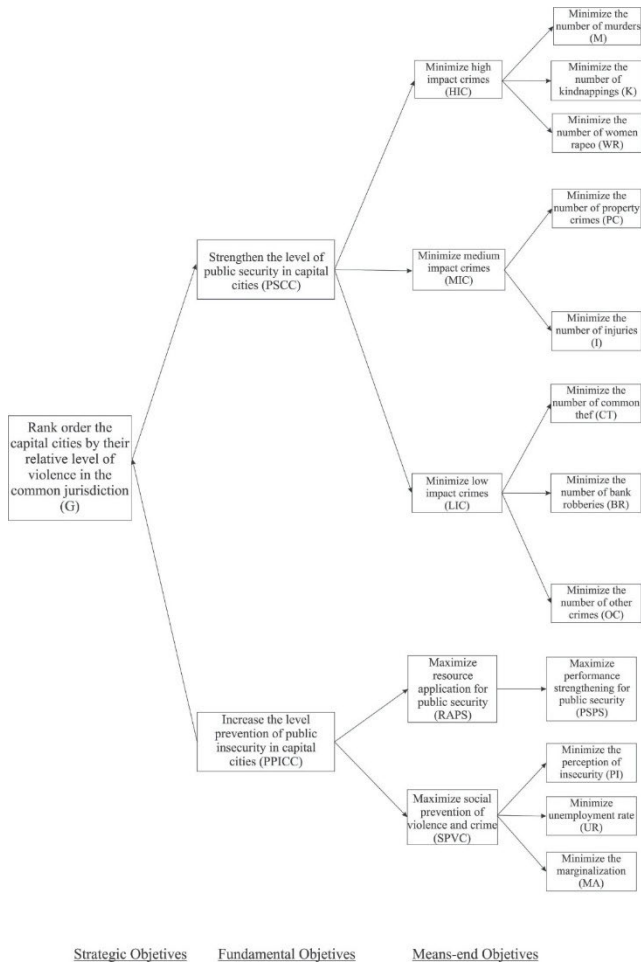 Minimize the
number of murders
(M)
Minimize high
impact crimes
(HIC)
Minimize the
number of
kindnappings (K)
Minimize the
number of women
rapeo (WR)
Minimize the
number of property
crimes (PC)
Strengthen the level of
public security in capital
cities (PSCC)
Minimize medium
impact crimes
(MIC)
Minimize the
number of injuries
(I)
Rank order the
capital cities by their
relative level of
violence in the
common jurisdiction
(G)
Minimize the
number of common
thef (CT)
Minimize low
impact crimes
(LIC)
Minimize the
number of bank
robberies (BR)
Minimize the
number of other
crimes (OC)
Increase the level
prevention of public
insecurity in capital
cities (PPICC)
Maximize
resource
application for
public security
(RAPS)
Maximize
performance
strengthening for
public security
(PSPS)
Maximize social
prevention of
violence and crime
(SPVC)
Minimize the
perception of
insecurity (PI)
Minimize
unemployment rate
(UR)
Minimize the
marginalization
(MA)
Strategic Objetives Fundamental Objetives Means-end Objetives